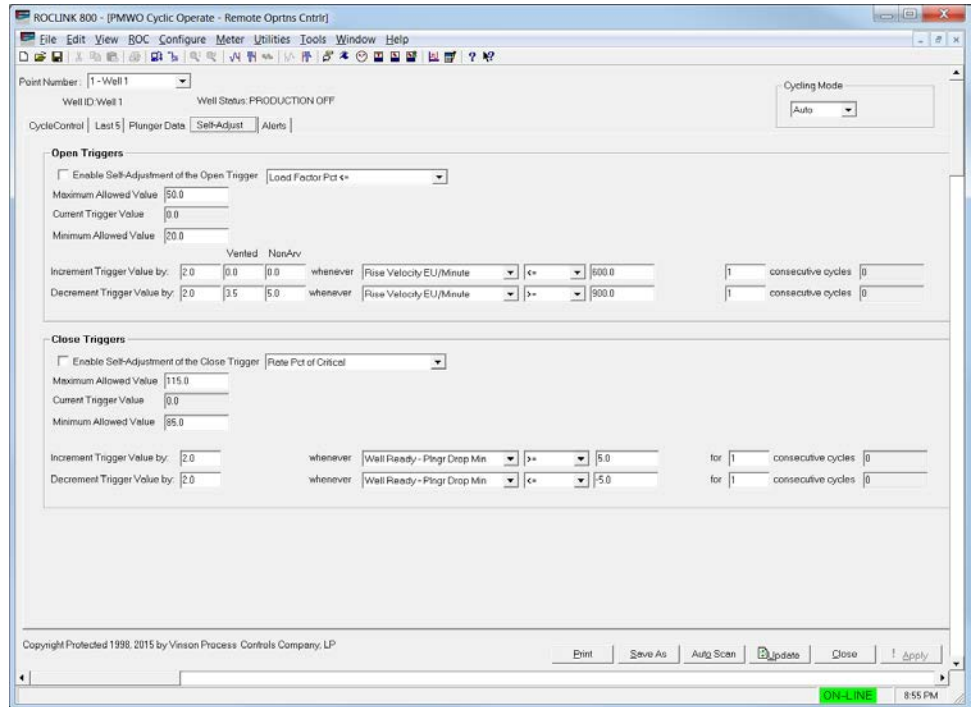 ROCLINK 800 - [PMWO Cyclic Operate - Remote Oprtns Cntrlr]
File Edit View ROC Configure Meter Utilities Tools Window Help
Point Number : 1 - Well 1
Cycling Mode
Well ID: Well 1 Well Status: PRODUCTION OFF
Auto
CycleControl Last 5 Plunger Data Self-Adjust Alerts
Open Triggers
Enable Self-Adjustment of the Open Trigger Load Factor Pct <=
Maximum Allowed Value 50.0
Current Trigger Value 0.0
Minimum Allowed Value 20.0
Vented NonArv
Increment Trigger Value by: 2.0 0.0 0.0 whenever Rise Velocity EU/Minute <= 600.0 1 consecutive cycles 0
Decrement Trigger Value by: 2.0 3.5 5.0 whenever Rise Velocity EU/Minute >= 900.0 1 consecutive cycles 0
Close Triggers
Enable Self-Adjustment of the Close Trigger Rate Pct of Critical
Maximum Allowed Value 115.0
Current Trigger Value 0.0
Minimum Allowed Value 85.0
Increment Trigger Value by: 2.0 whenever Well Ready - Plngr Drop Min >= 5.0 for 1 consecutive cycles 0
Decrement Trigger Value by: 2.0 whenever Well Ready - Plngr Drop Min <= -5.0 for 1 consecutive cycles 0
Copyright Protected 1998, 2015 by Vinson Process Controls Company, LP
Print Save As Auto Scan Update Close ! Apply
ON-LINE 8:55 PM